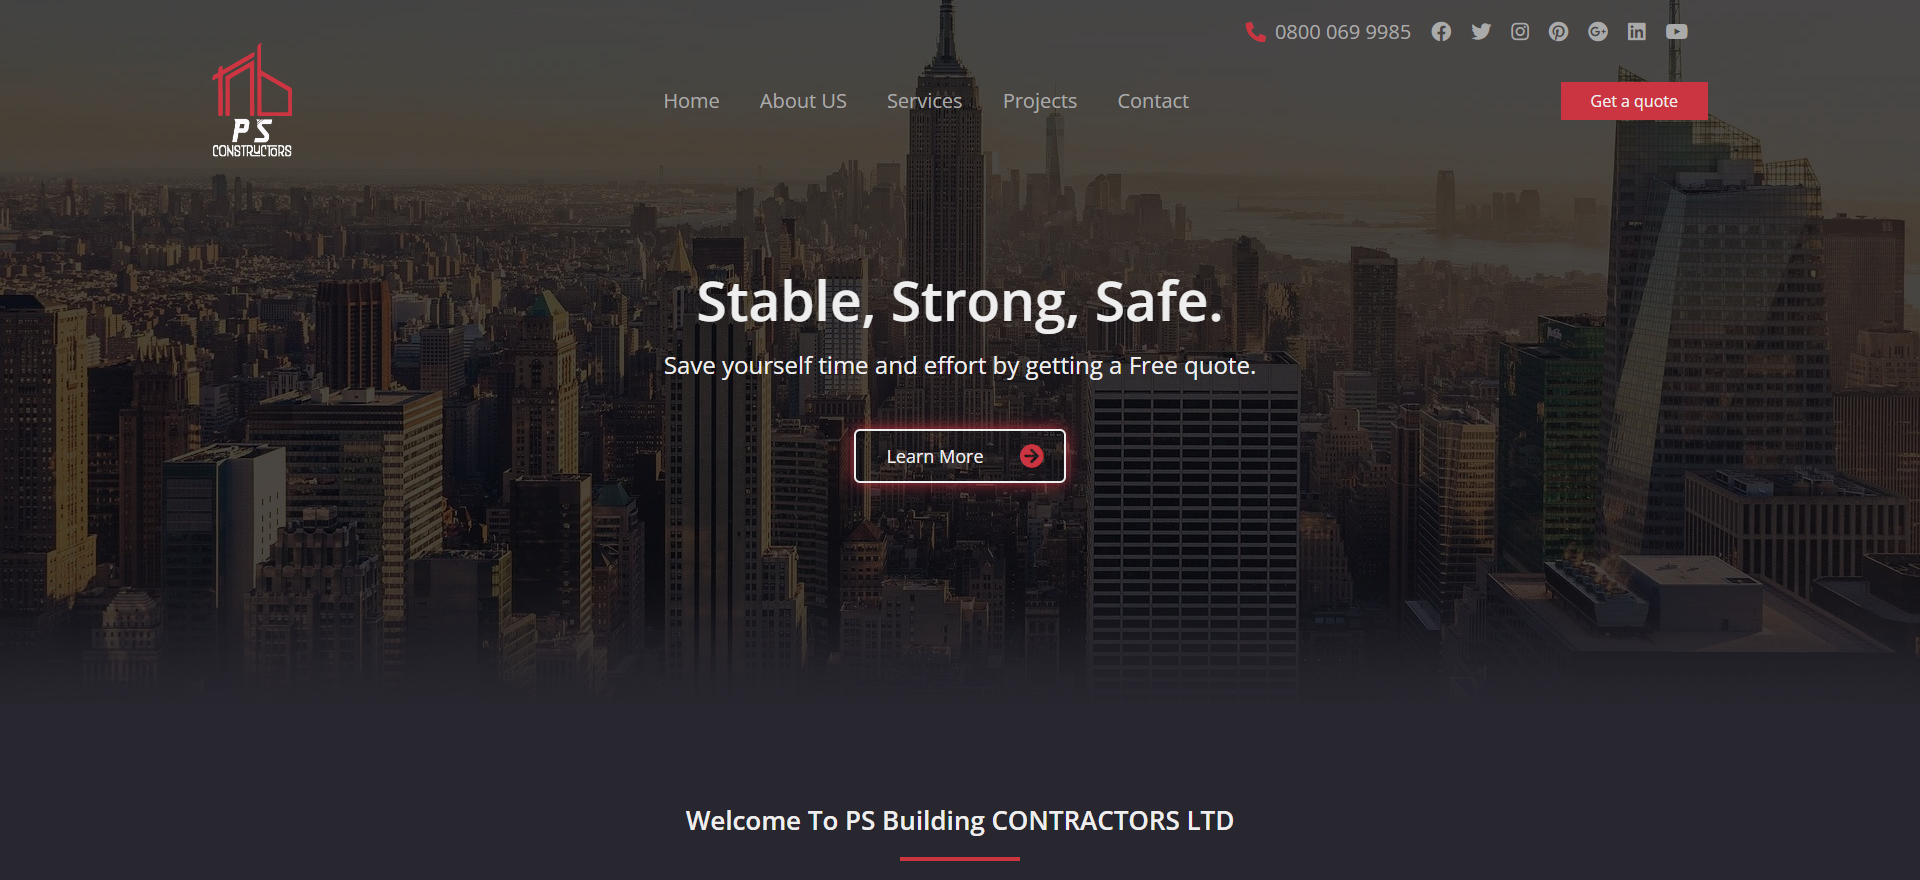 0800 069 9985
PS
CONSTRUCTORS
Home About US Services Projects Contact
Get a quote
Stable, Strong, Safe.
Save yourself time and effort by getting a Free quote.
Learn More
Welcome To PS Building CONTRACTORS LTD